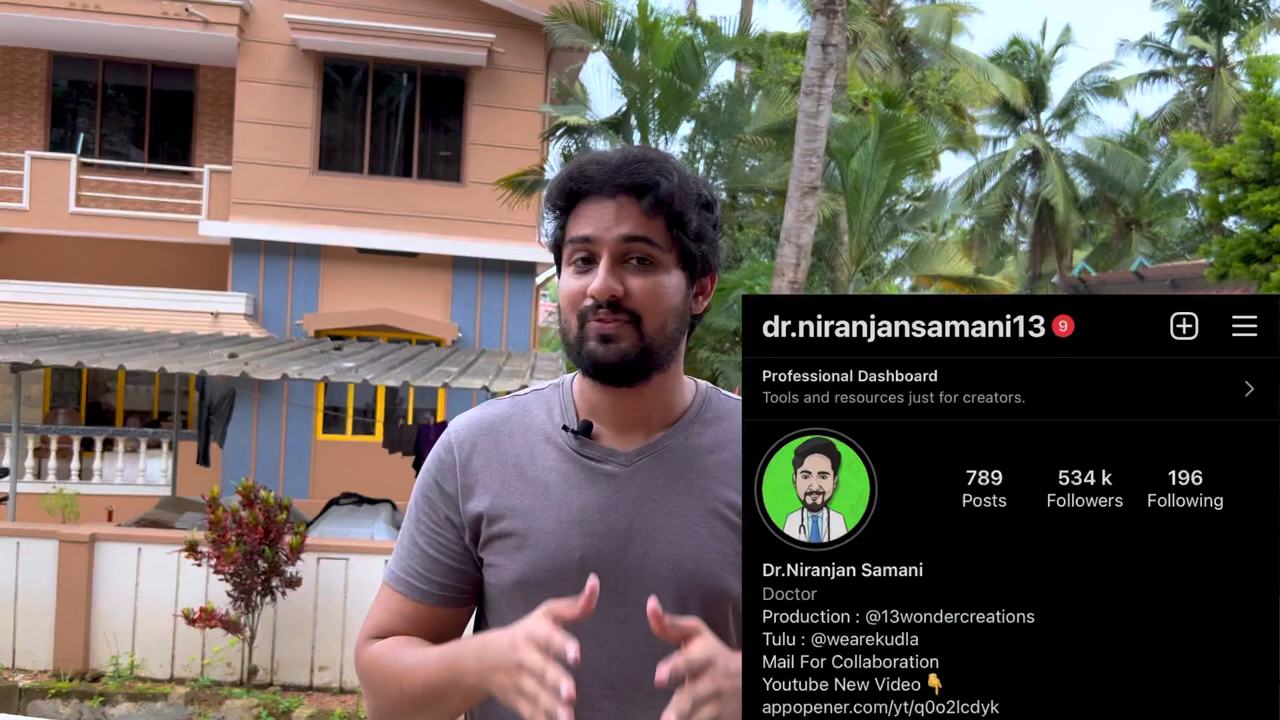 dr.niranjansamani13 9
Professional Dashboard
Tools and resources just for creators.
789 534 k 196
Posts Followers Following
Dr.Niranjan Samani
Doctor
Production : @13wondercreations
Tulu : @wearekudla
Mail For Collaboration
Youtube New Video👇
appopener.com/yt/q0o2lcdyk